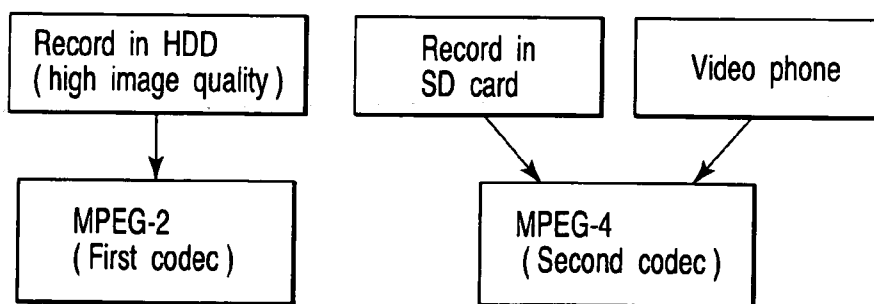 Record in HDD
( high image quality )
Record in
SD card
Video phone
MPEG-2
( First codec )
MPEG-4
( Second codec )